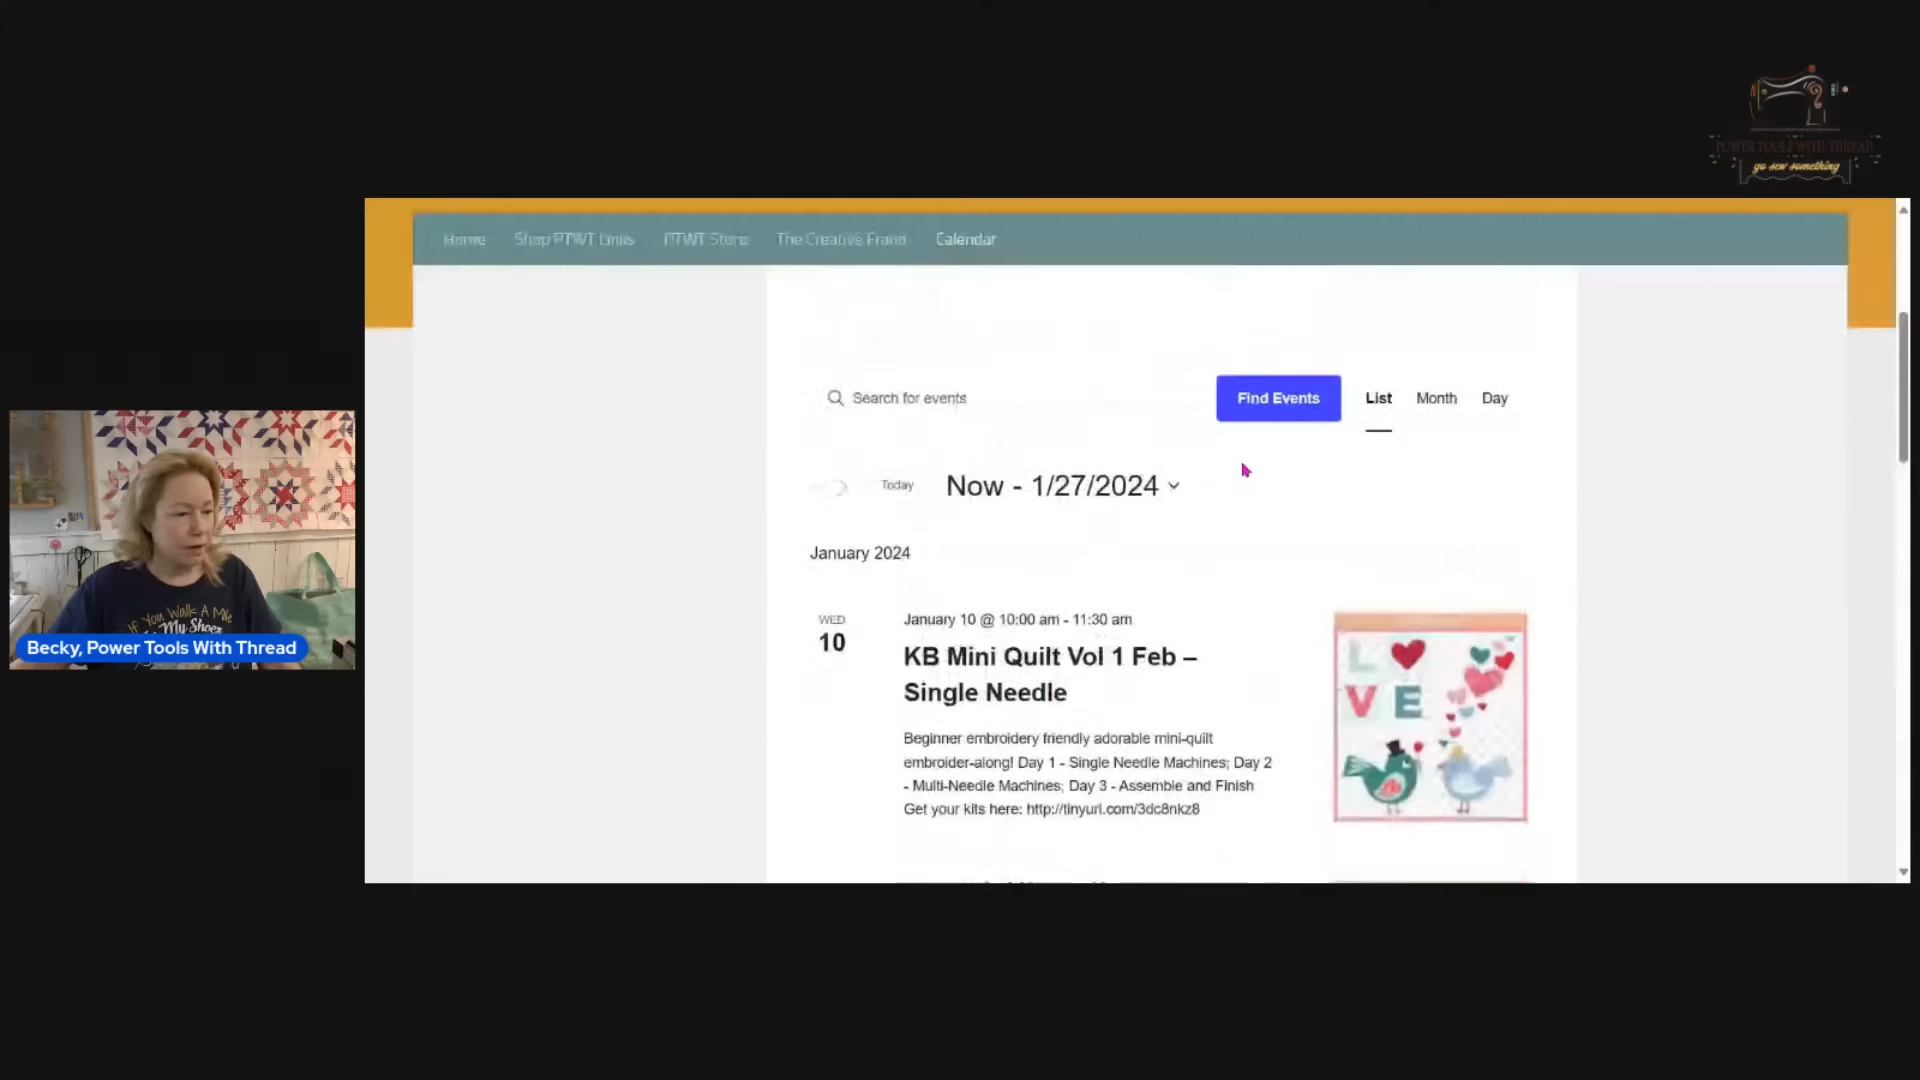 POWER TOOLS WITH THREAD
go sew something
Home Shop PTWT Links PTWT Store The Creative Frand Calendar
Search for events Find Events List Month Day
Today Now - 1/27/2024
January 2024
WED
10
January 10 @ 10:00 am - 11:30 am
KB Mini Quilt Vol 1 Feb –
Single Needle
Beginner embroidery friendly adorable mini-quilt
embroider-along! Day 1 - Single Needle Machines; Day 2
- Multi-Needle Machines; Day 3 - Assemble and Finish
Get your kits here: http://tinyurl.com/3dc8nkz8
L
V E
If You Walk A Mile
My Shoes
Becky, Power Tools With Thread